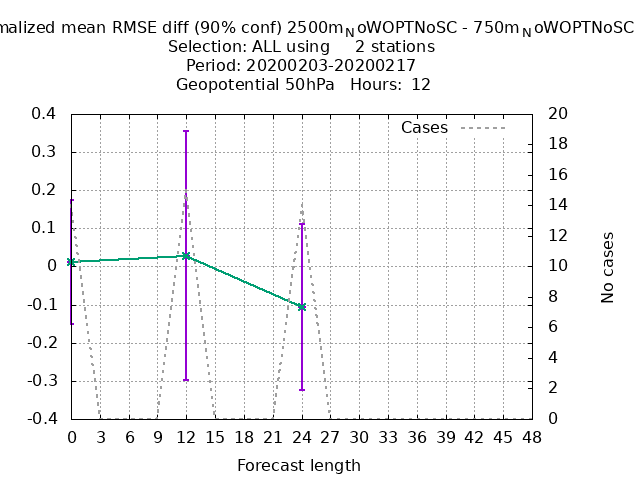 malized mean RMSE diff (90% conf) 2500mNoWOPTNoSC - 750mNoWOPTNoSC
Selection: ALL using 2 stations
Period: 20200203-20200217
Geopotential 50hPa Hours: 12
Cases
0.4
0.3
0.2
0.1
0
-0.1
-0.2
-0.3
-0.4
20
18
16
14
12
10
8
6
4
2
0
No cases
0 3 6 9 12 15 18 21 24 27 30 33 36 39 42 45 48
Forecast length